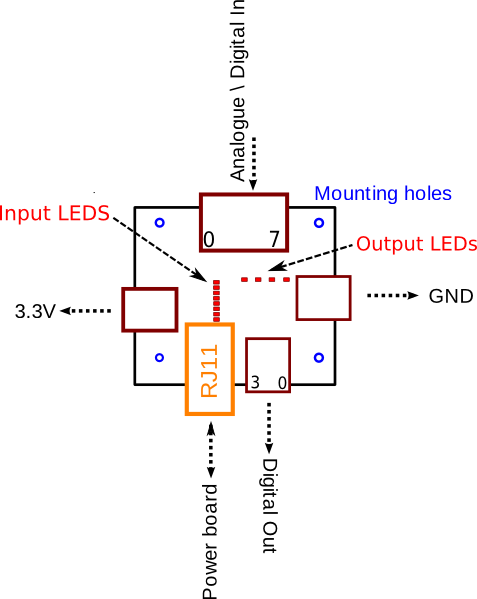 Analogue \ Digital In
Mounting holes
Input LEDS
0 7
Output LEDs
3.3V
GND
RJ11
3 0
Power board
Digital Out